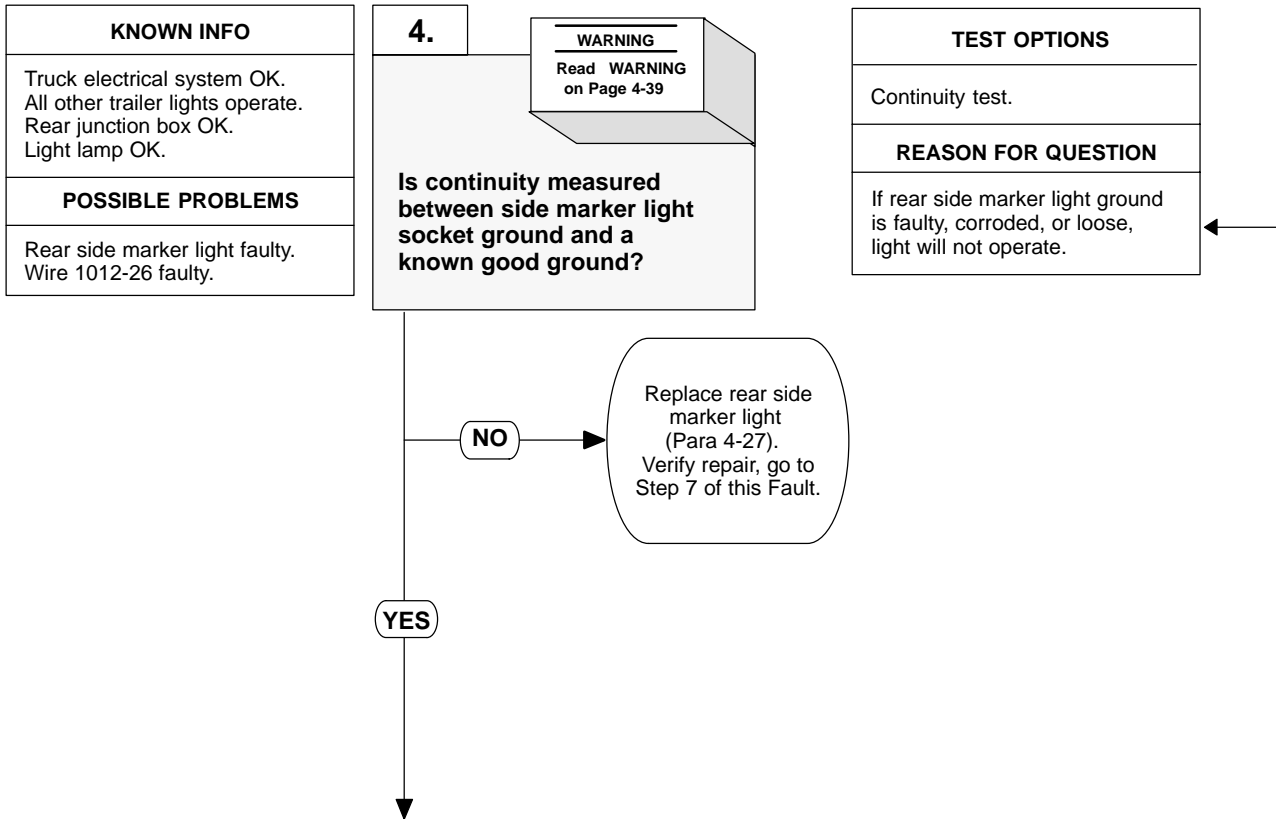 KNOWN INFO
Truck electrical system OK.
All other trailer lights operate.
Rear junction box OK.
Light lamp OK.
POSSIBLE PROBLEMS
Rear side marker light faulty.
Wire 1012-26 faulty.
4.
WARNING
Read WARNING
on Page 4-39
Is continuity measured
between side marker light
socket ground and a
known good ground?
TEST OPTIONS
Continuity test.
REASON FOR QUESTION
If rear side marker light ground
is faulty, corroded, or loose,
light will not operate.
NO
Replace rear side
marker light
(Para 4-27).
Verify repair, go to
Step 7 of this Fault.
YES